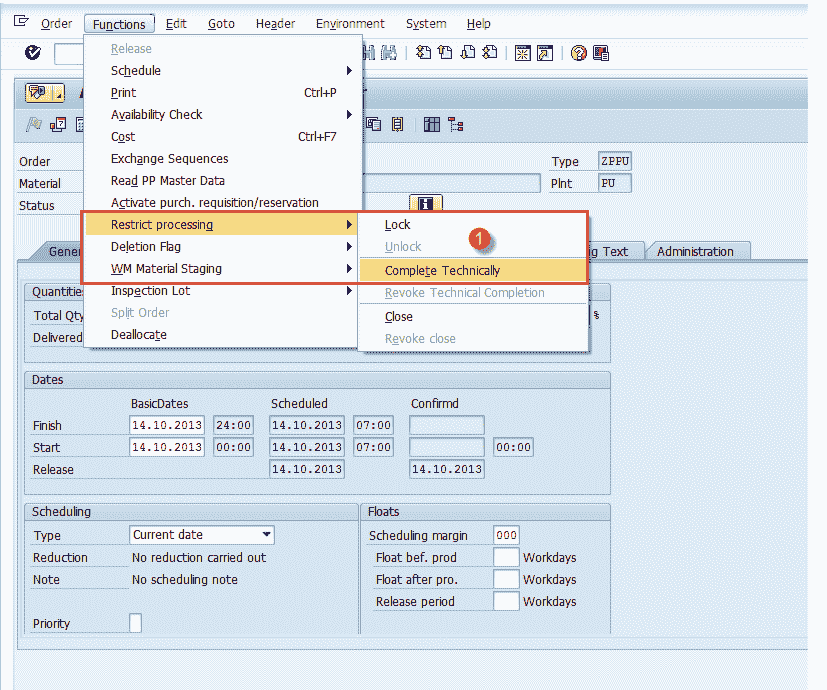 Order Functions Edit Goto Header Environment System Help
Release
Schedule
Print Ctrl+P
Availability Check
Cost Ctrl+F7
Exchange Sequences
Order Type ZPPU
Read PP Master Data
Material Plnt PU
Activate purch. requisition/reservation
Status
Restrict processing Lock
Deletion Flag Unlock 1
WM Material Staging Complete Technically
Inspection Lot Revoke Technical Completion
Split Order Close
Deallocate Revoke close
Text Administration
Total Qty %
Delivered
Dates
BasicDates Scheduled Confirmd
Finish 14.10.2013 24:00 14.10.2013 07:00
Start 14.10.2013 00:00 14.10.2013 07:00 00:00
Release 14.10.2013 14.10.2013
Scheduling Floats
Type Current date Scheduling margin 000
Reduction No reduction carried out Float bef. prod Workdays
Note No scheduling note Float after pro. Workdays
Release period Workdays
Priority